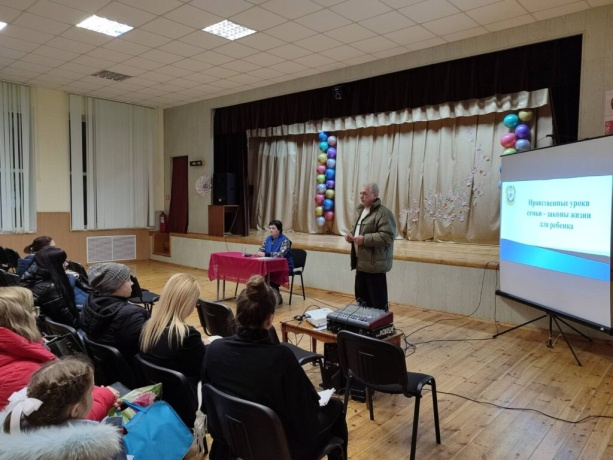 Нравственные уроки
семьи - законы жизни
для ребенка